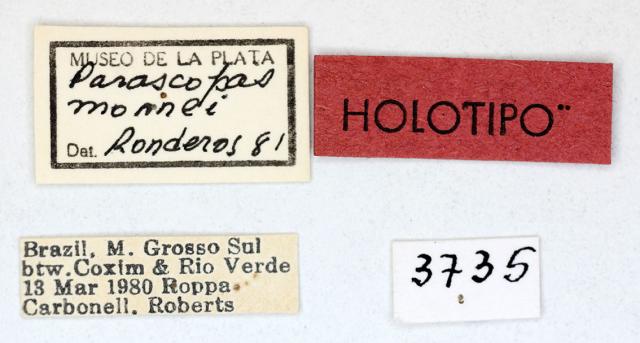 MUSEO DE LA PLATA
Parascopas
monnei
Det. Ronderos 81
HOLOTIPO¨
Brazil, M. Grosso Sul
btw.Coxim & Rio Verde
13 Mar 1980 Roppa
Carbonell. Roberts
3735